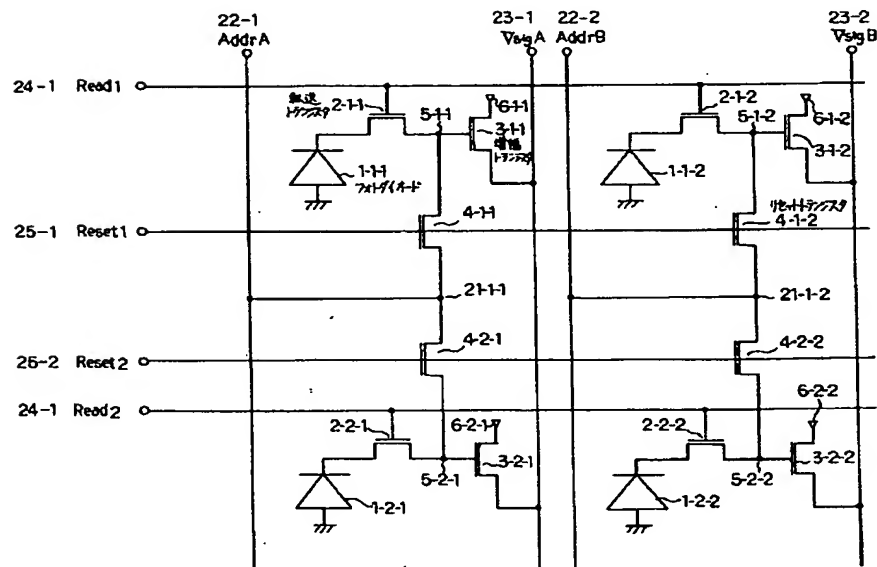 22-1
AddrA
23-1
VsigA
22-2
AddrB
23-2
VsigB
24-1 Read1
転送
トランジスタ
2-1-1
5-1-1
6-1-1
3-1-1
増幅
トランジスタ
2-1-2
5-1-2
6-1-2
3-1-2
1-1-1
フォトダイオード
1-1-2
25-1 Reset1
4-1-1
リセットトランジスタ
4-1-2
21-1-1
21-1-2
25-2 Reset2
4-2-1
4-2-2
24-1 Read2
2-2-1
6-2-1
3-2-1
5-2-1
1-2-1
2-2-2
6-2-2
3-2-2
5-2-2
1-2-2